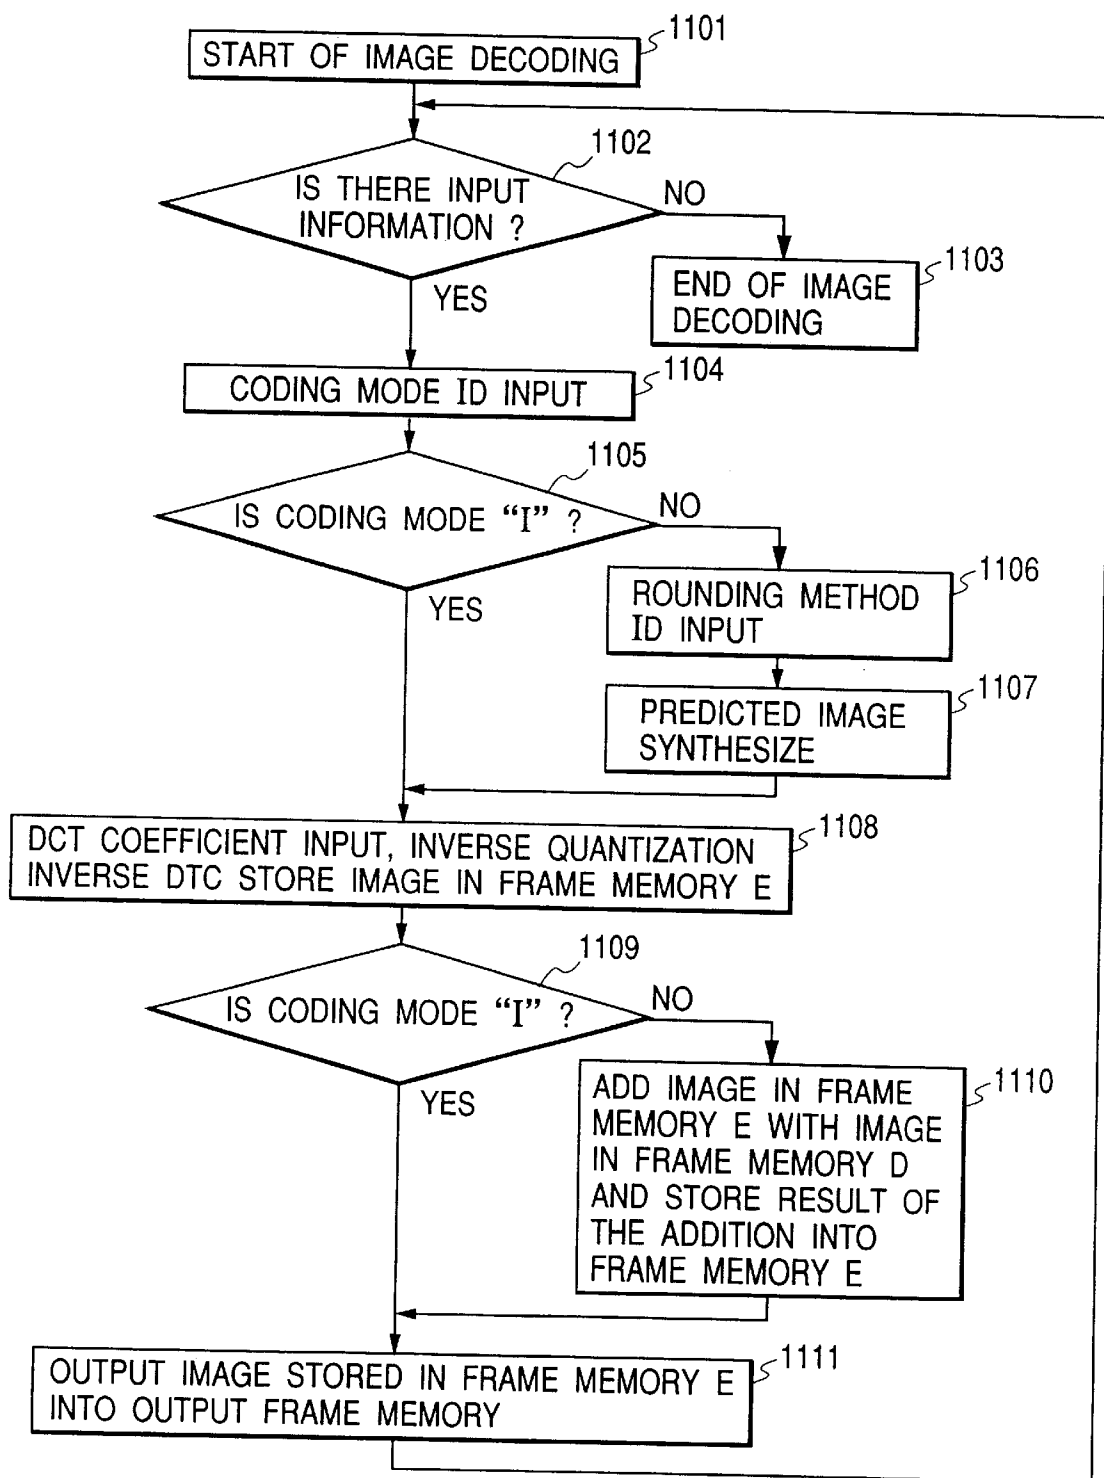 1101
START OF IMAGE DECODING
1102
IS THERE INPUT
INFORMATION ?
NO
1103
END OF IMAGE
DECODING
YES
1104
CODING MODE ID INPUT
1105
IS CODING MODE “I” ?
NO
1106
ROUNDING METHOD
ID INPUT
YES
1107
PREDICTED IMAGE
SYNTHESIZE
1108
DCT COEFFICIENT INPUT, INVERSE QUANTIZATION
INVERSE DTC STORE IMAGE IN FRAME MEMORY E
1109
IS CODING MODE “I” ?
NO
1110
ADD IMAGE IN FRAME
MEMORY E WITH IMAGE
IN FRAME MEMORY D
AND STORE RESULT OF
THE ADDITION INTO
FRAME MEMORY E
YES
1111
OUTPUT IMAGE STORED IN FRAME MEMORY E
INTO OUTPUT FRAME MEMORY